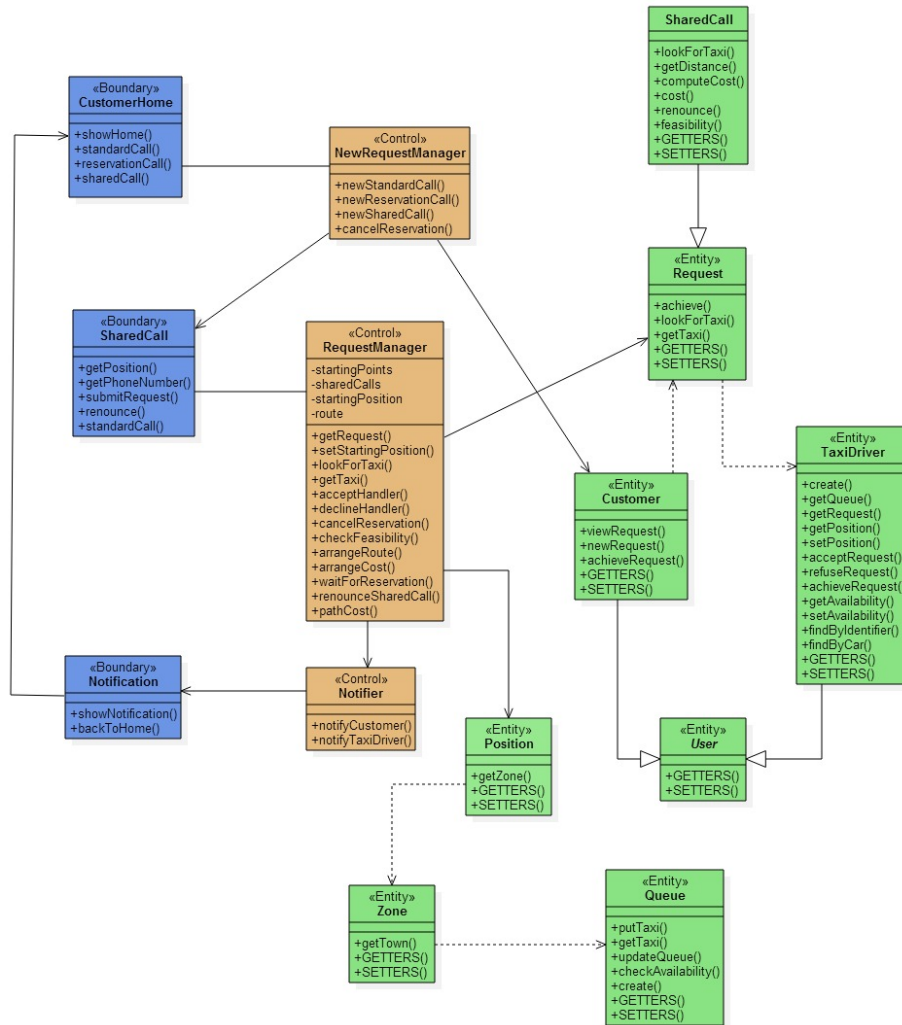 SharedCall
+lookForTaxi()
+getDistance()
+computeCost()
+cost()
+renounce()
+feasibility()
+GETTERS()
+SETTERS()
«Boundary»
CustomerHome
+showHome()
+standardCall()
+reservationCall()
+sharedCall()
«Control»
NewRequestManager
+newStandardCall()
+newReservationCall()
+newSharedCall()
+cancelReservation()
«Entity»
Request
+achieve()
+lookForTaxi()
+getTaxi()
+GETTERS()
+SETTERS()
«Boundary»
SharedCall
+getPosition()
+getPhoneNumber()
+submitRequest()
+renounce()
+standardCall()
«Control»
RequestManager
-startingPoints
-sharedCalls
-startingPosition
-route
+getRequest()
+setStartingPosition()
+lookForTaxi()
+getTaxi()
+acceptHandler()
+declineHandler()
+cancelReservation()
+checkFeasibility()
+arrangeRoute()
+arrangeCost()
+waitForReservation()
+renounceSharedCall()
+pathCost()
«Entity»
TaxiDriver
+create()
+getQueue()
+getRequest()
+getPosition()
+setPosition()
+acceptRequest()
+refuseRequest()
+achieveRequest()
+getAvailability()
+setAvailability()
+findByIdentifier()
+findByCar()
+GETTERS()
+SETTERS()
«Entity»
Customer
+viewRequest()
+newRequest()
+achieveRequest()
+GETTERS()
+SETTERS()
«Boundary»
Notification
+showNotification()
+backToHome()
«Control»
Notifier
+notifyCustomer()
+notifyTaxiDriver()
«Entity»
Position
+getZone()
+GETTERS()
+SETTERS()
«Entity»
User
+GETTERS()
+SETTERS()
«Entity»
Zone
+getTown()
+GETTERS()
+SETTERS()
«Entity»
Queue
+putTaxi()
+getTaxi()
+updateQueue()
+checkAvailability()
+create()
+GETTERS()
+SETTERS()